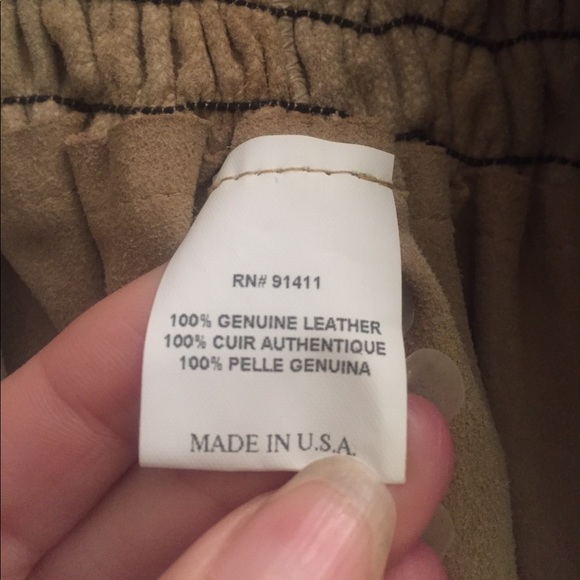 RN# 91411
100% GENUINE LEATHER
100% CUIR AUTHENTIQUE
100% PELLE GENUINA
MADE IN U.S.A.